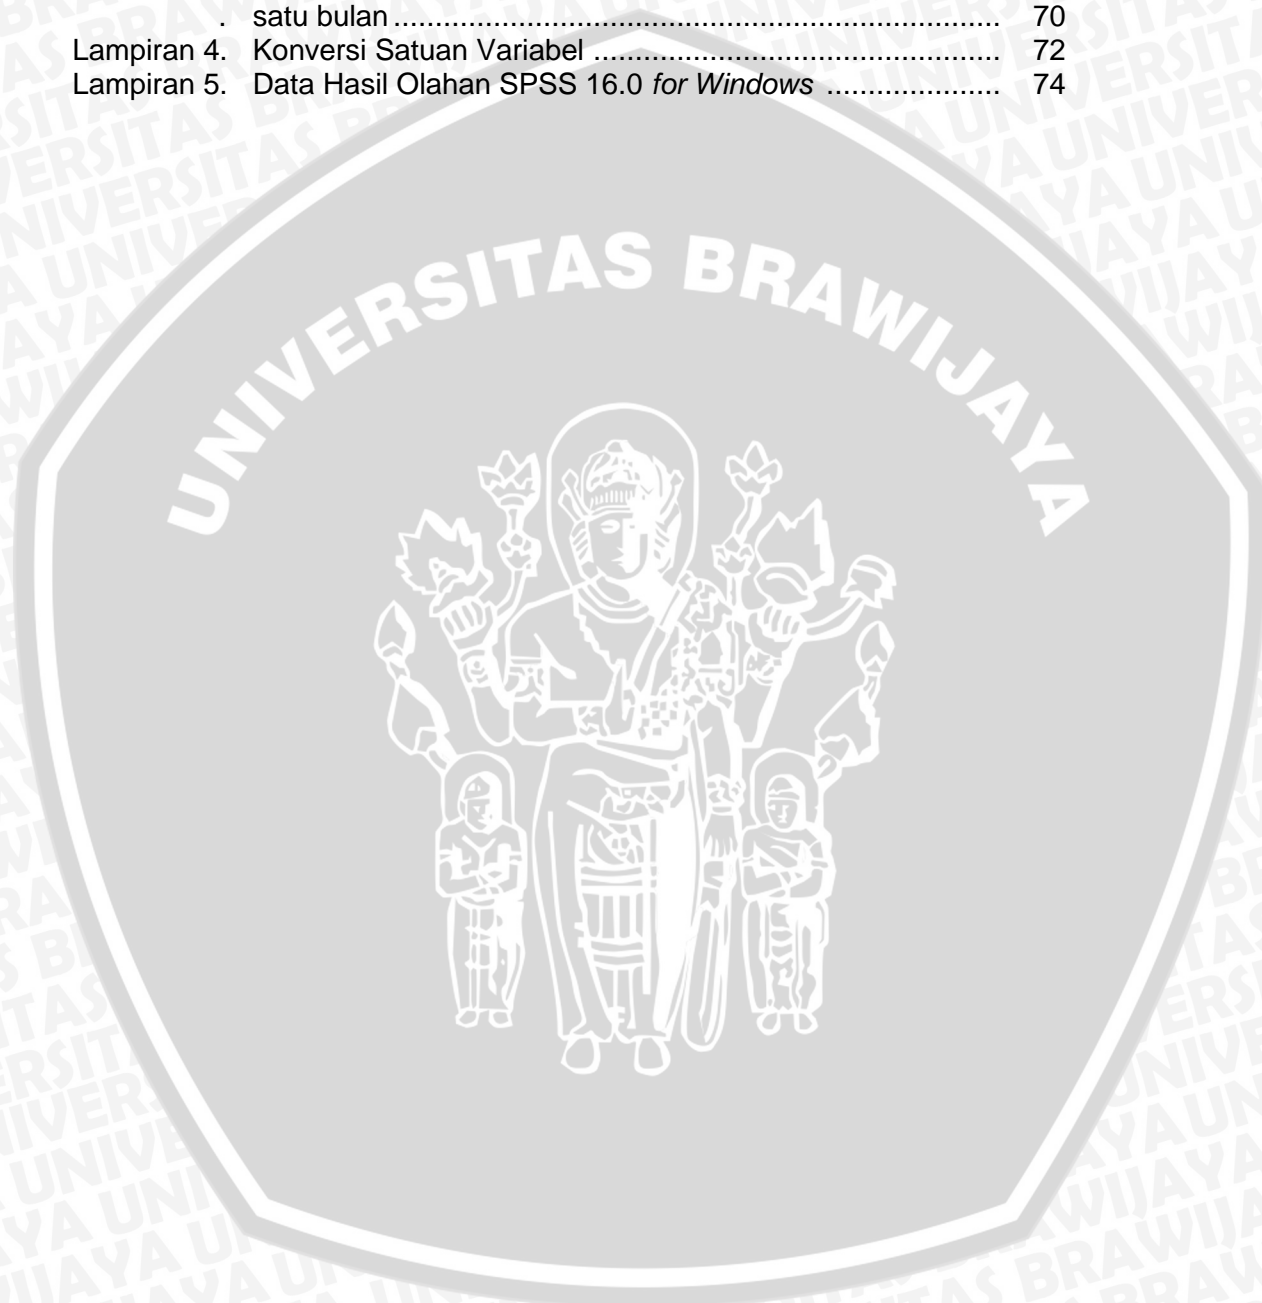 . satu bulan ........................................................................... 70
Lampiran 4. Konversi Satuan Variabel .................................................. 72
Lampiran 5. Data Hasil Olahan SPSS 16.0 for Windows ..................... 74
UNIVERSITAS BRAWIJAYA